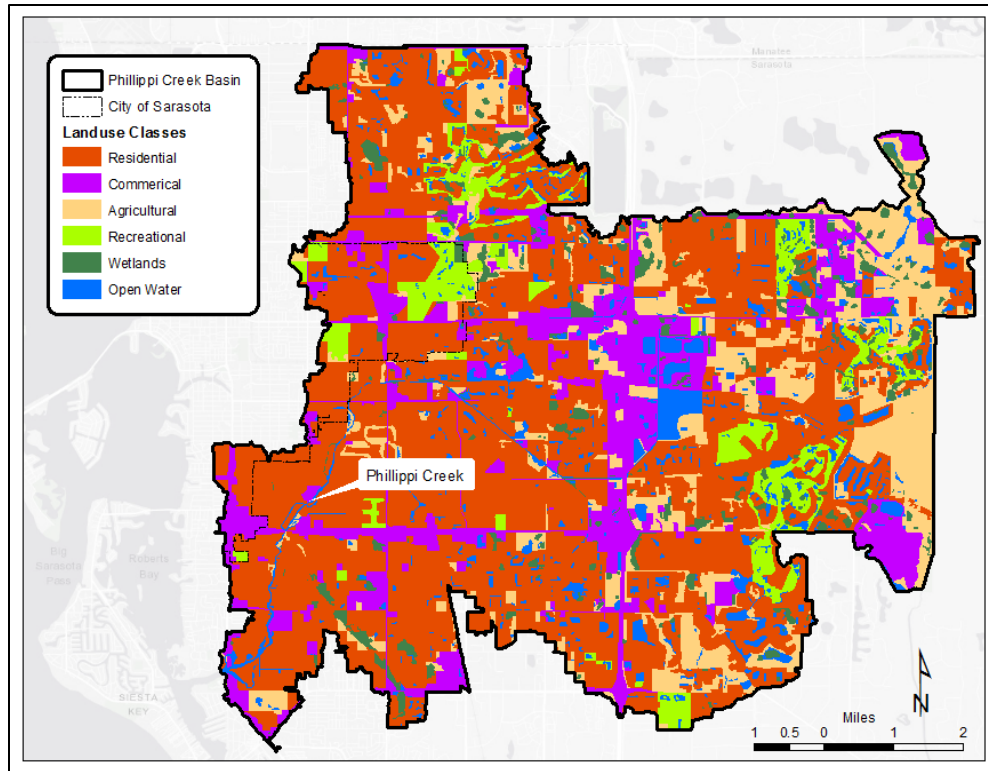 Phillippi Creek Basin
City of Sarasota
Landuse Classes
Residential
Commerical
Agricultural
Recreational
Wetlands
Open Water
Manatee
Sarasota
Phillippi Creek
Big
Sarasota
Pass
Roberts
Bay
SIESTA
KEY
N
Miles
1 0.5 0 1 2